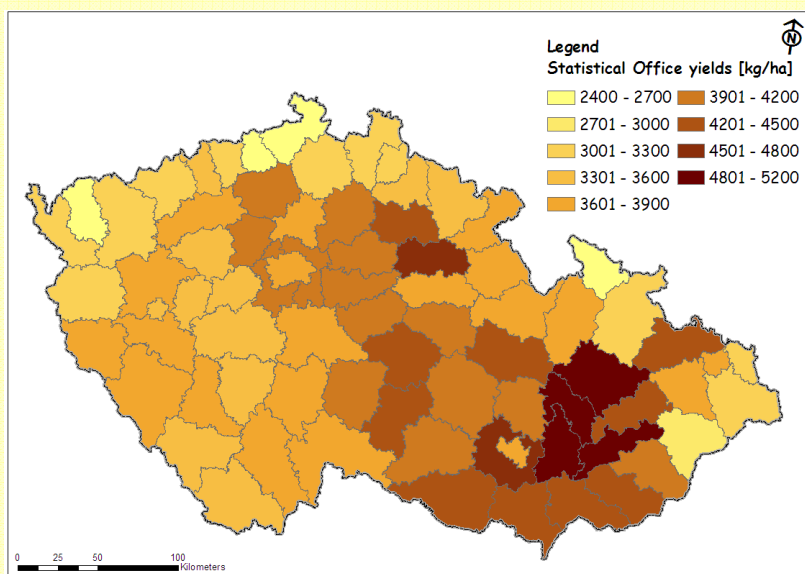 N
Legend
Statistical Office yields [kg/ha]
2400 - 2700
3901 - 4200
2701 - 3000
4201 - 4500
3001 - 3300
4501 - 4800
3301 - 3600
4801 - 5200
3601 - 3900
0 25 50 100
Kilometers